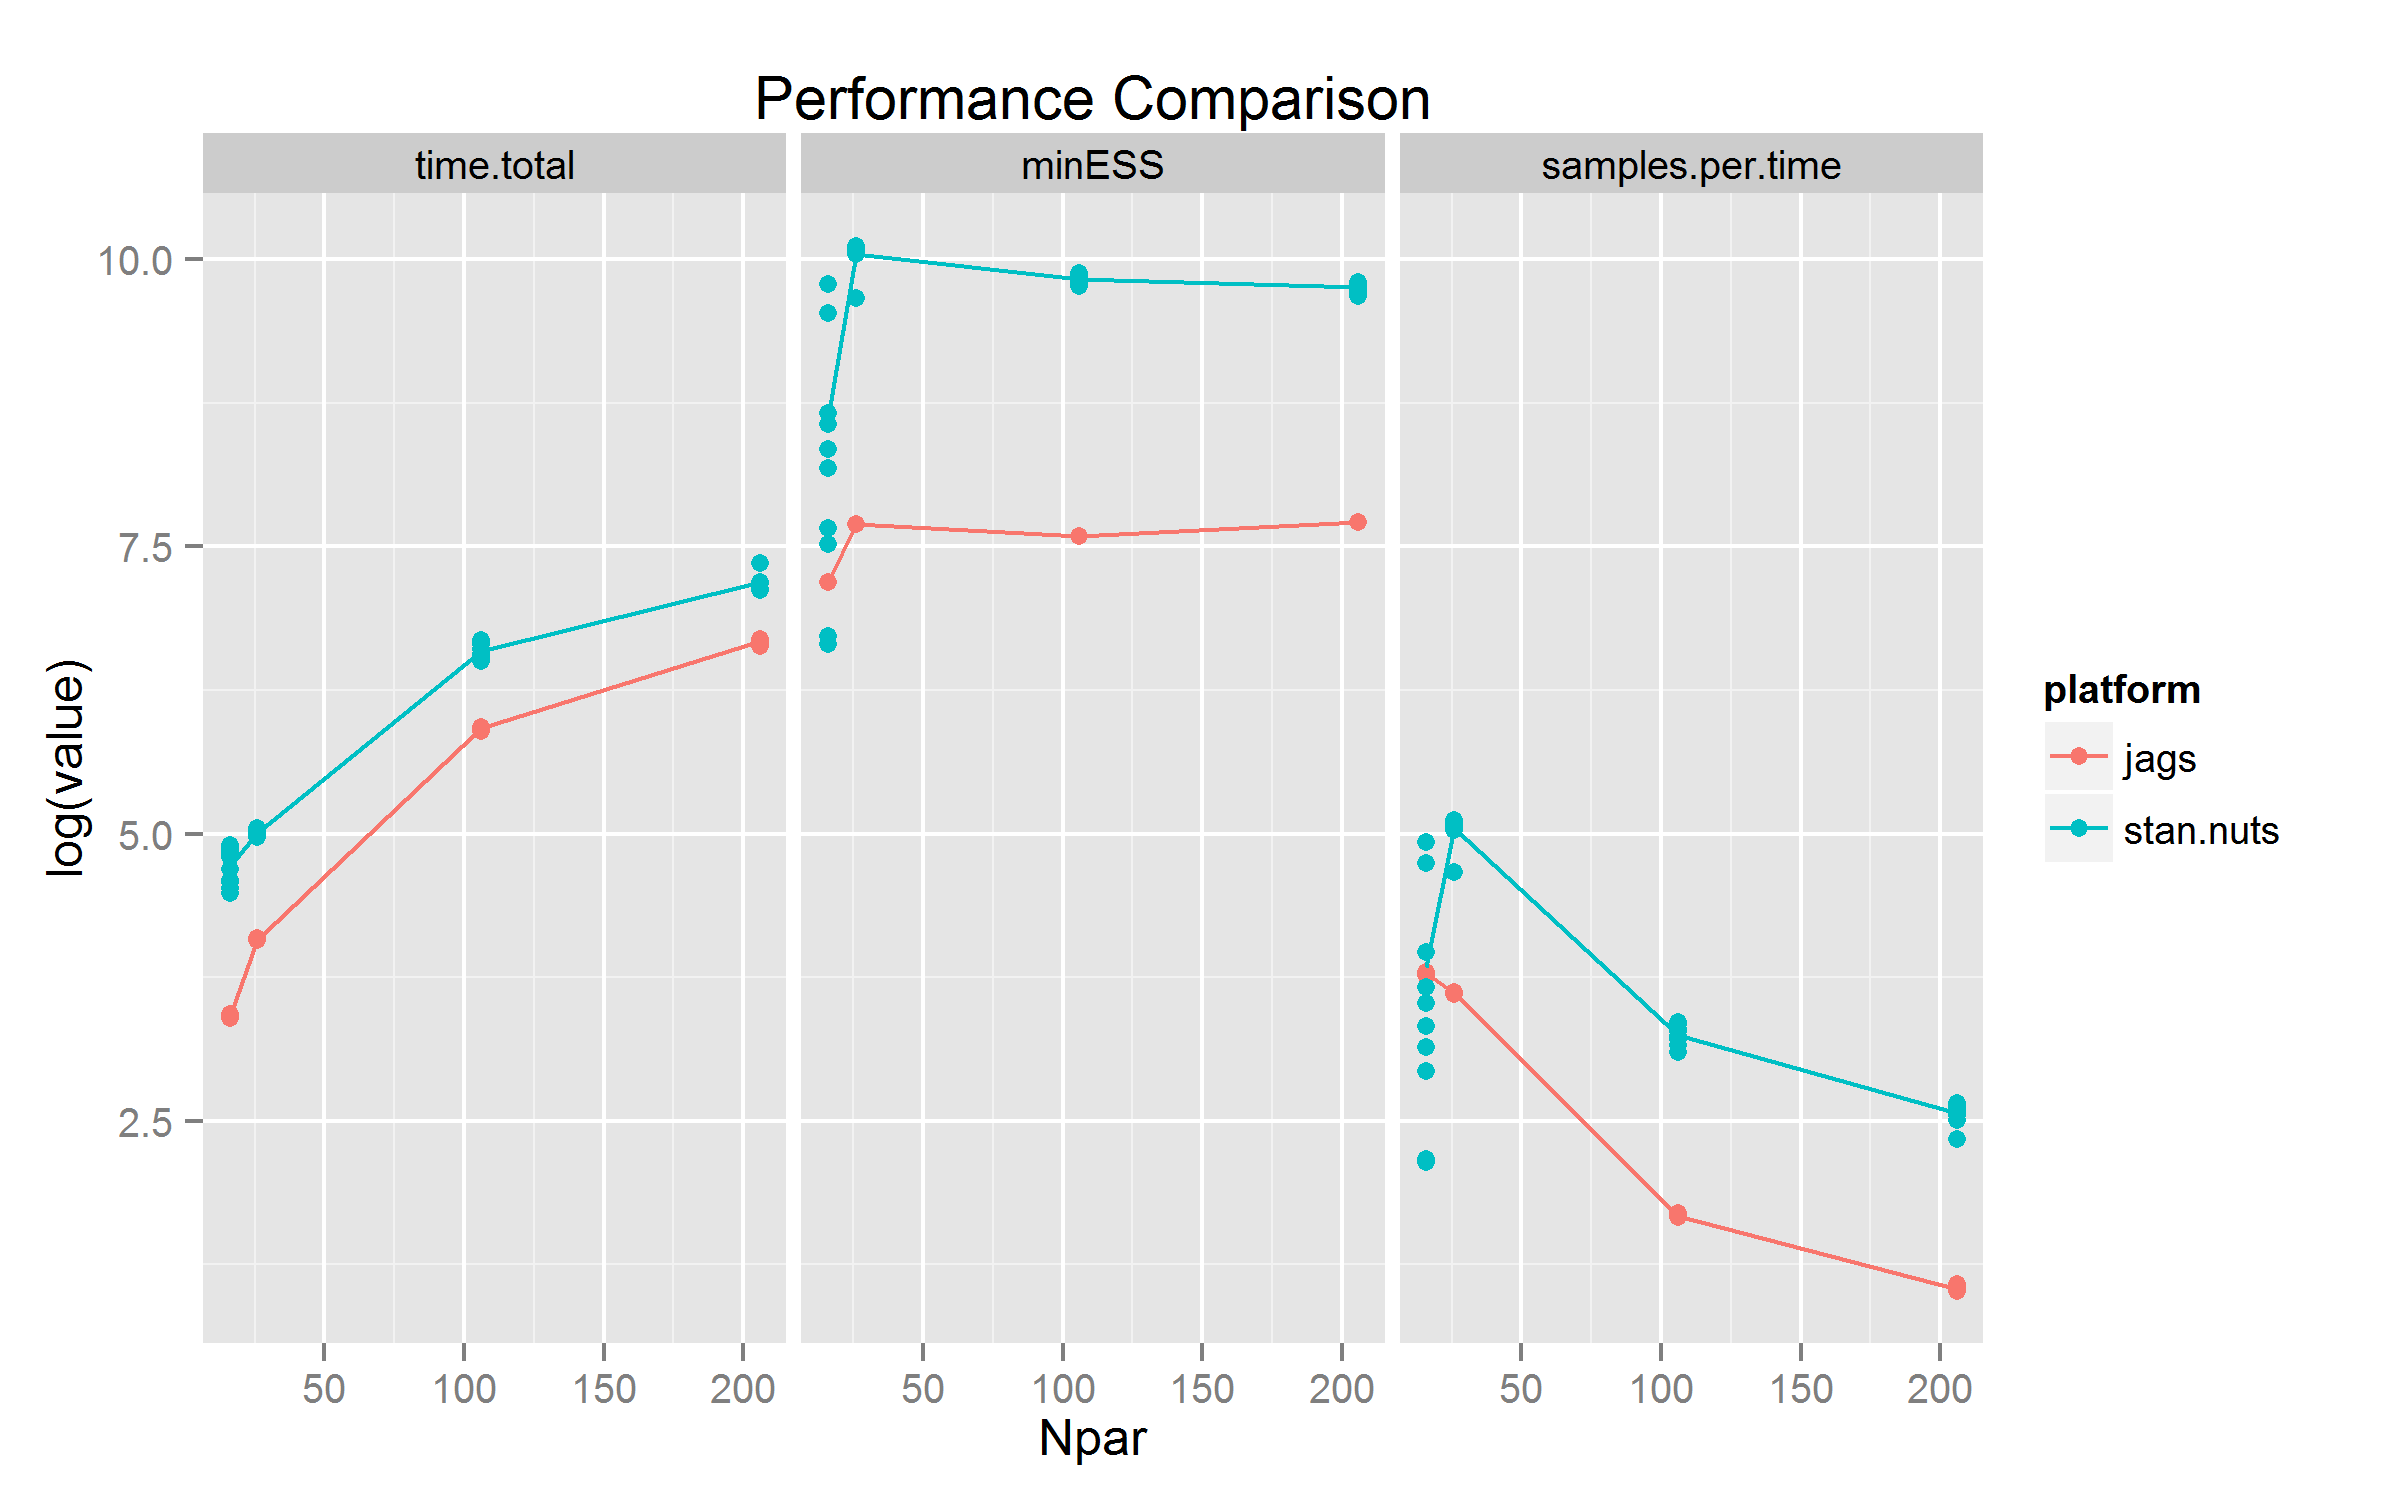 Performance Comparison
time.total minESS samples.per.time
10.0
7.5
5.0
2.5
log(value)
50 100 150 200 50 100 150 200 50 100 150 200
Npar
platform
jags
stan.nuts